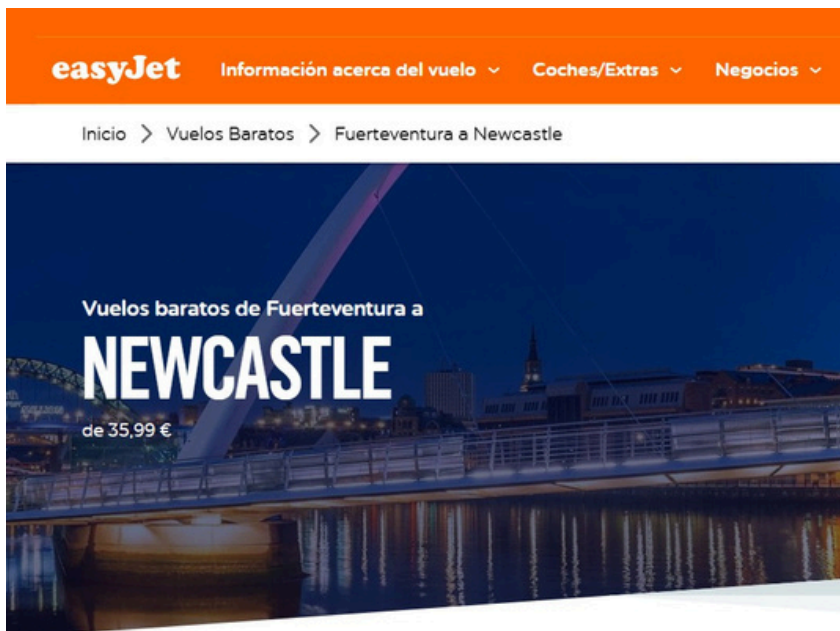 easyJet Información acerca del vuelo Coches/Extras Negocios
Inicio > Vuelos Baratos > Fuerteventura a Newcastle
Vuelos baratos de Fuerteventura a
NEWCASTLE
de 35,99 €